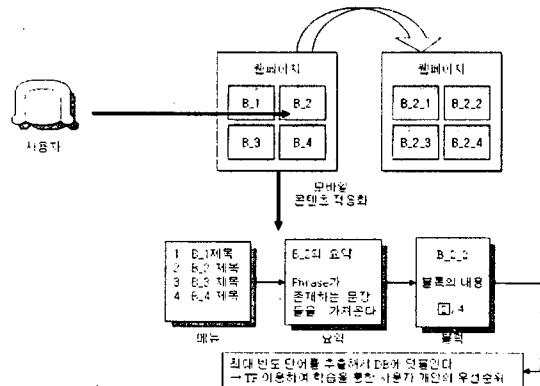 웹페이지
웹페이지
B_1
B_2
B_3
B_4
B_2_1
B_2_2
B_2_3
B_2_4
사용자
모바일
콘텐츠 적응화
1 B_1제목
2 B_2 제목
3 B_3 제목
4 B_4 제목
메뉴
B_2의 요약
Phrase가
존재하는 문장
들을 가져온다
요약
블록의 내용
/4
블럭
최대 빈도 단어를 추출해서 DB에 덧붙인다
→ TF 이용하여 학습을 통한 사용자 개인의 우선순위